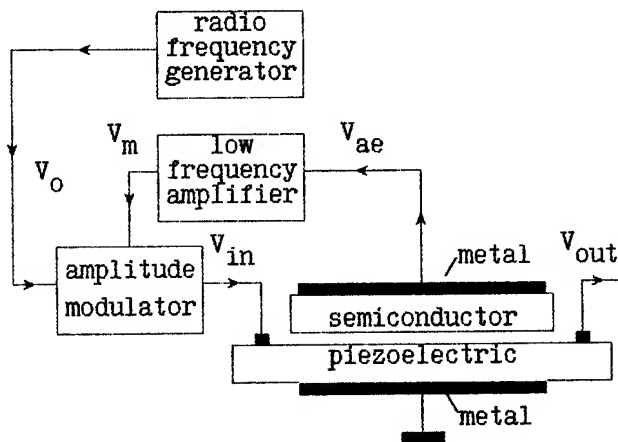 radio
frequency
generator
V_m
low
frequency
amplifier
V_ae
V_o
V_in
amplitude
modulator
metal
V_out
semiconductor
piezoelectric
metal